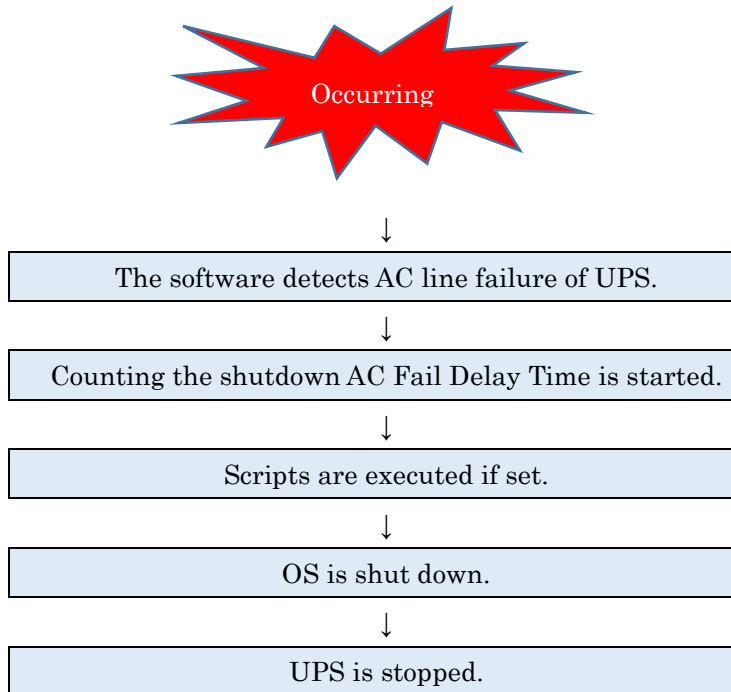 Occurring
↓
The software detects AC line failure of UPS.
↓
Counting the shutdown AC Fail Delay Time is started.
↓
Scripts are executed if set.
↓
OS is shut down.
↓
UPS is stopped.